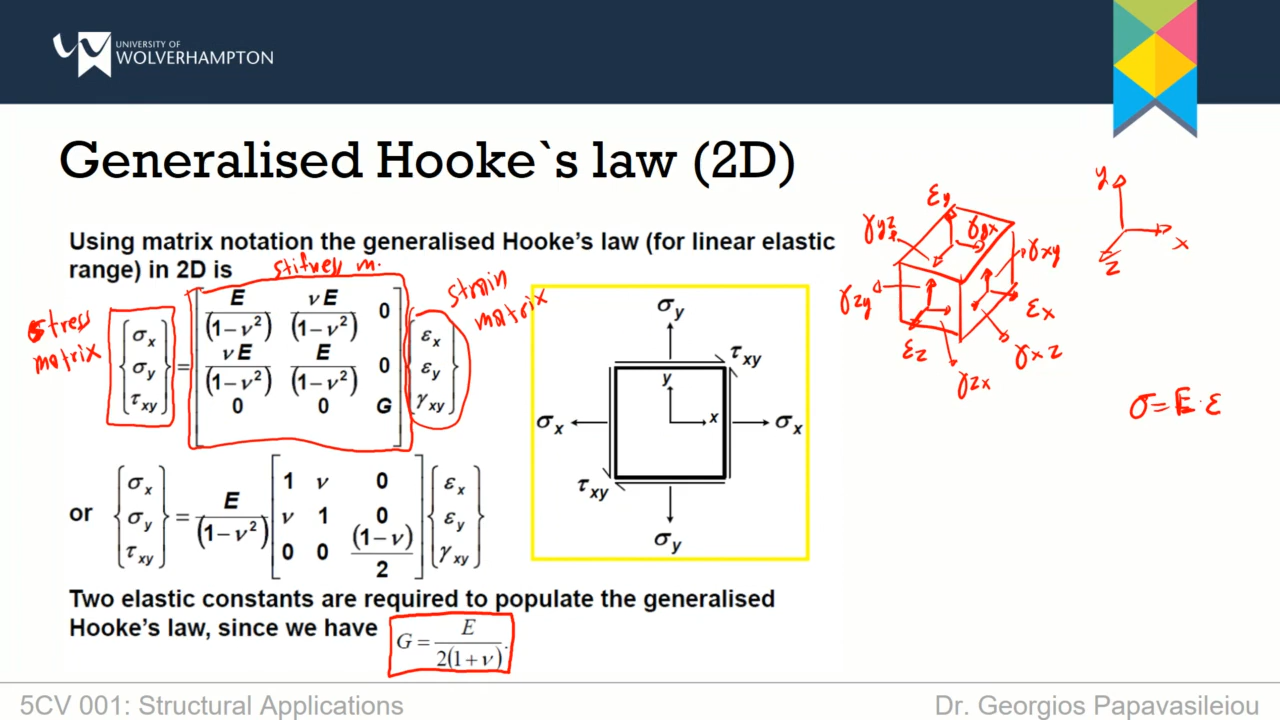 UNIVERSITY OF
WOLVERHAMPTON
Generalised Hooke`s law (2D)
Using matrix notation the generalised Hooke's law (for linear elastic
range) in 2D is
stifness m.
stress
matrix
strain
matrix
σx
σy
τxy
=
E/(1−ν²) νE/(1−ν²) 0
νE/(1−ν²) E/(1−ν²) 0
0 0 G
εx
εy
γxy
or
σx
σy
τxy
= E/(1−ν²)
1 ν 0
ν 1 0
0 0 (1−ν)/2
εx
εy
γxy
σy
τxy
y
x
σx
σx
τxy
σy
εy
γyz
γyx
γxy
γzy
εx
εz
γxz
γzx
y
x
z
σ=E·ε
Two elastic constants are required to populate the generalised
Hooke's law, since we have G = E/2(1+ν).
5CV 001: Structural Applications
Dr. Georgios Papavasileiou